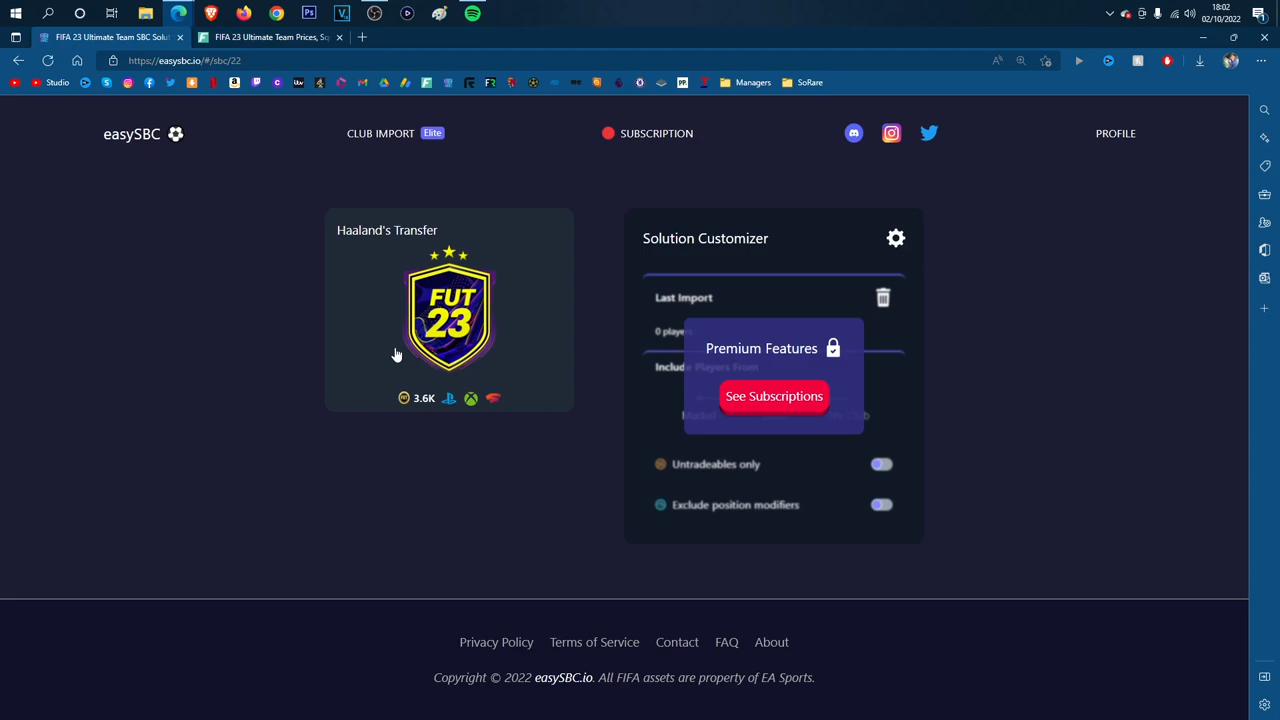 18:02
02/10/2022
FIFA 23 Ultimate Team SBC Solut
FIFA 23 Ultimate Team Prices, Sq
https://easysbc.io/#/sbc/22
Studio
Managers
SoRare
easySBC
CLUB IMPORT Elite
SUBSCRIPTION
PROFILE
Haaland's Transfer
FUT
23
3.6K
Solution Customizer
Last Import
0 players
Premium Features
Include Players From
See Subscriptions
Untradeables only
Exclude position modifiers
Privacy Policy
Terms of Service
Contact
FAQ
About
Copyright © 2022 easySBC.io. All FIFA assets are property of EA Sports.